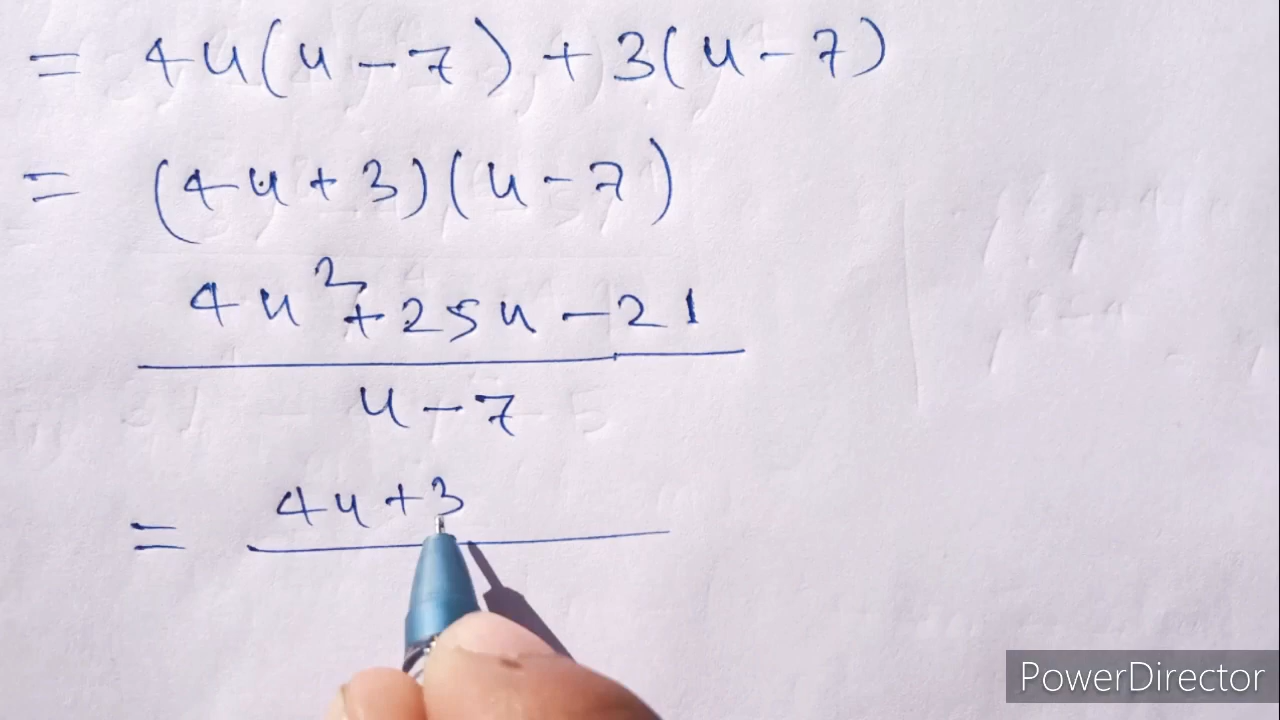 = 4u(u-7)+3(u-7)
= (4u+3)(u-7)
4u²+25u-21
u-7
= 4u+3
PowerDirector